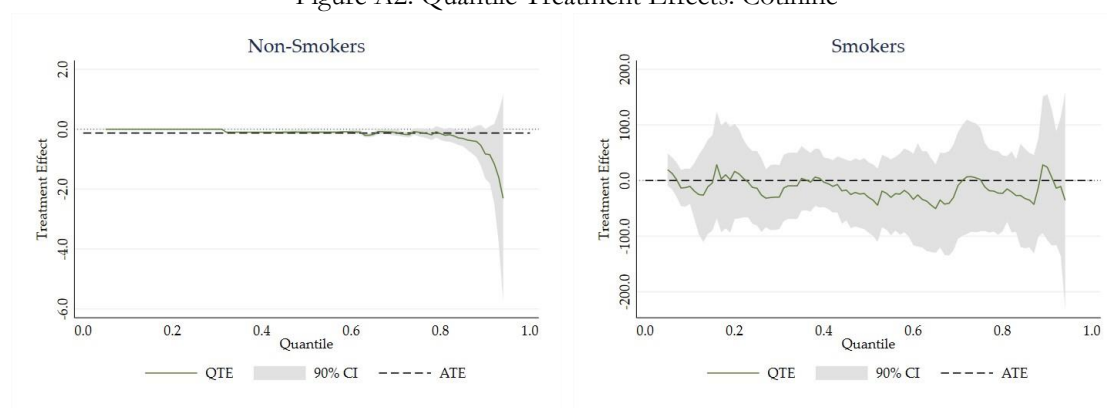 Figure A2. Quantile Treatment Effects: Cotinine
Non-Smokers
Treatment Effect
2.0
0.0
-2.0
-4.0
-6.0
0.0 0.2 0.4 0.6 0.8 1.0
Quantile
QTE 90% CI ATE
Smokers
Treatment Effect
200.0
100.0
0.0
-100.0
-200.0
0.0 0.2 0.4 0.6 0.8 1.0
Quantile
QTE 90% CI ATE